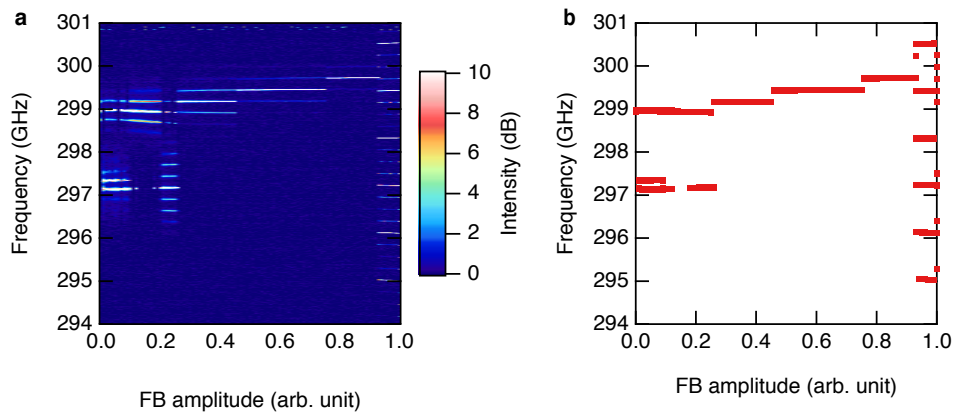 a
301
300
299
298
297
296
295
294
Frequency (GHz)
0.0 0.2 0.4 0.6 0.8 1.0
FB amplitude (arb. unit)
10
8
6
4
2
0
Intensity (dB)
b
301
300
299
298
297
296
295
294
Frequency (GHz)
0.0 0.2 0.4 0.6 0.8 1.0
FB amplitude (arb. unit)